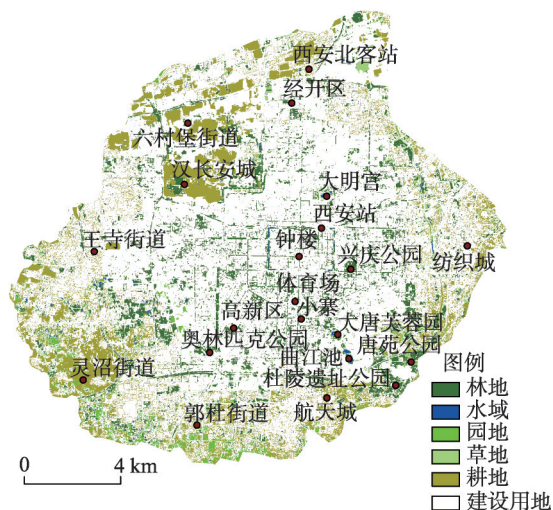 西安北客站
经开区
六村堡街道
汉长安城
大明宫
西安站
王寺街道
钟楼
兴庆公园
纺织城
体育场
小寨
高新区
大唐芙蓉园
奥林匹克公园
曲江池
唐苑公园
灵沼街道
杜陵遗址公园
郭杜街道
航天城
图例
林地
水域
园地
草地
耕地
建设用地
0 4 km